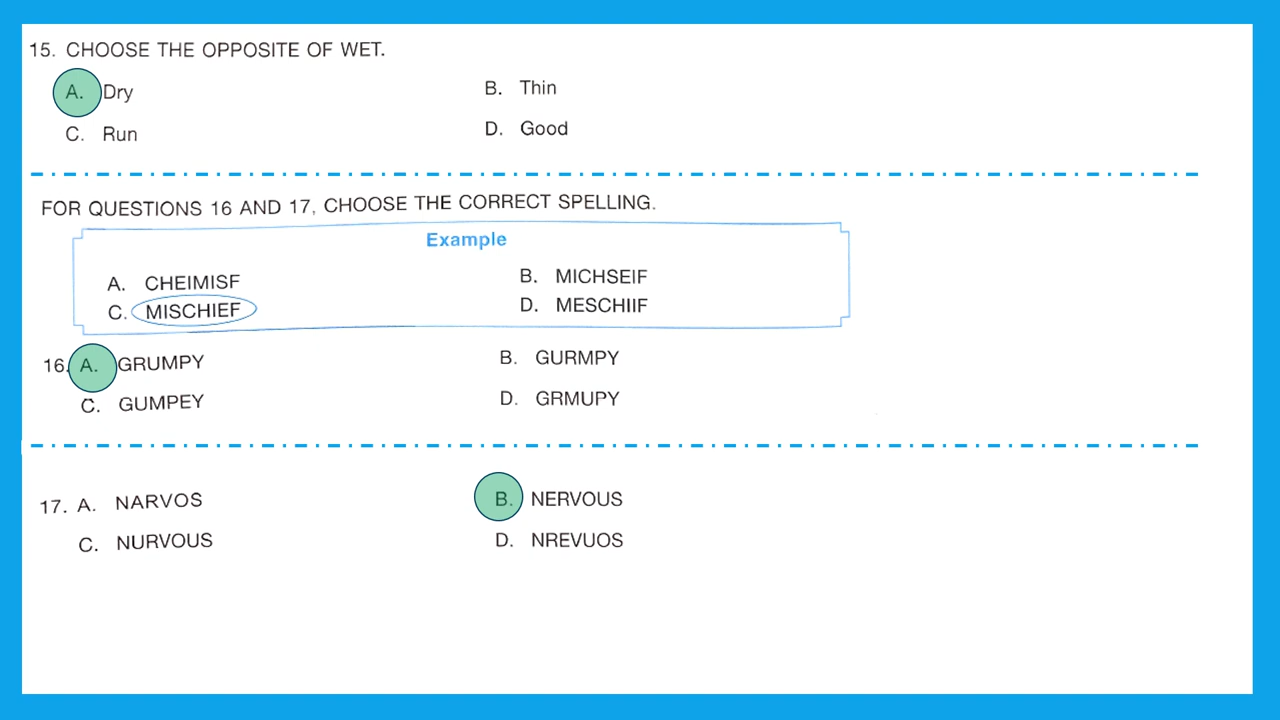 15. CHOOSE THE OPPOSITE OF WET.
A. Dry B. Thin
C. Run D. Good
FOR QUESTIONS 16 AND 17, CHOOSE THE CORRECT SPELLING.
Example
A. CHEIMISF B. MICHSEIF
C. MISCHIEF D. MESCHIIF
16. A. GRUMPY B. GURMPY
C. GUMPEY D. GRMUPY
17. A. NARVOS B. NERVOUS
C. NURVOUS D. NREVUOS